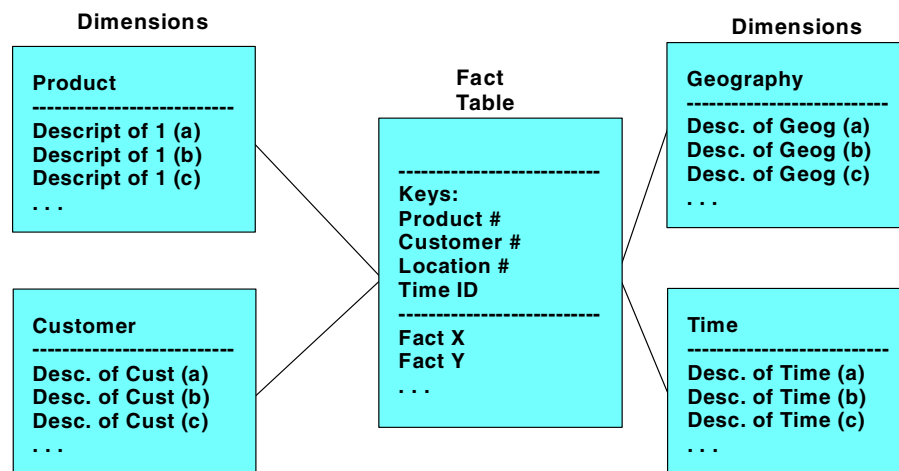 Dimensions
Product
---------------------------
Descript of 1 (a)
Descript of 1 (b)
Descript of 1 (c)
. . .
Customer
---------------------------
Desc. of Cust (a)
Desc. of Cust (b)
Desc. of Cust (c)
. . .
Fact
Table
---------------------------
Keys:
Product #
Customer #
Location #
Time ID
---------------------------
Fact X
Fact Y
. . .
Dimensions
Geography
---------------------------
Desc. of Geog (a)
Desc. of Geog (b)
Desc. of Geog (c)
. . .
Time
---------------------------
Desc. of Time (a)
Desc. of Time (b)
Desc. of Time (c)
. . .